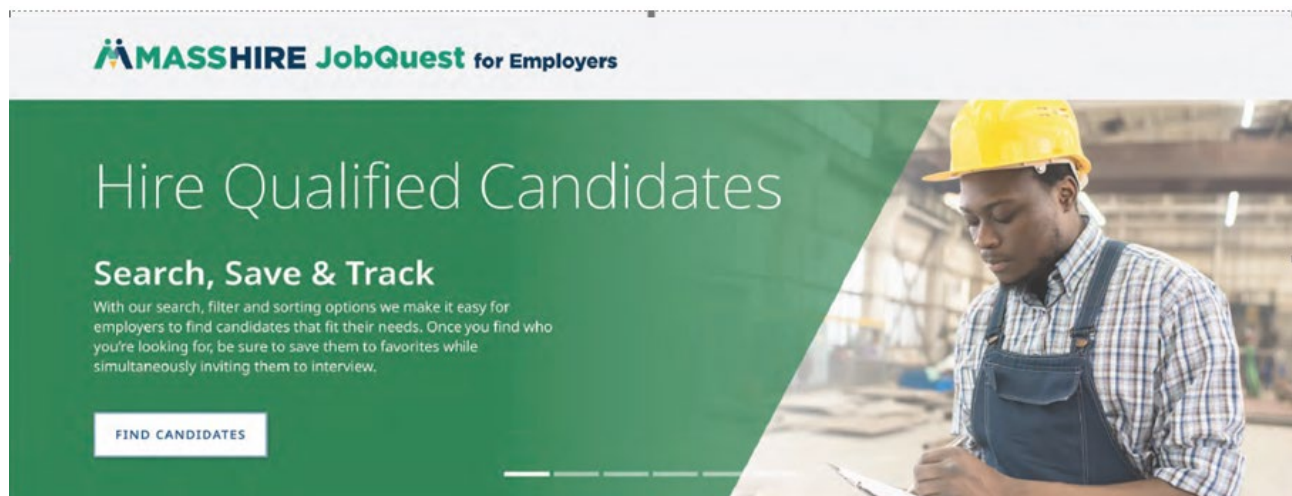 MASSHIRE JobQuest for Employers
Hire Qualified Candidates
Search, Save & Track
With our search, filter and sorting options we make it easy for
employers to find candidates that fit their needs. Once you find who
you're looking for, be sure to save them to favorites while
simultaneously inviting them to interview.
FIND CANDIDATES